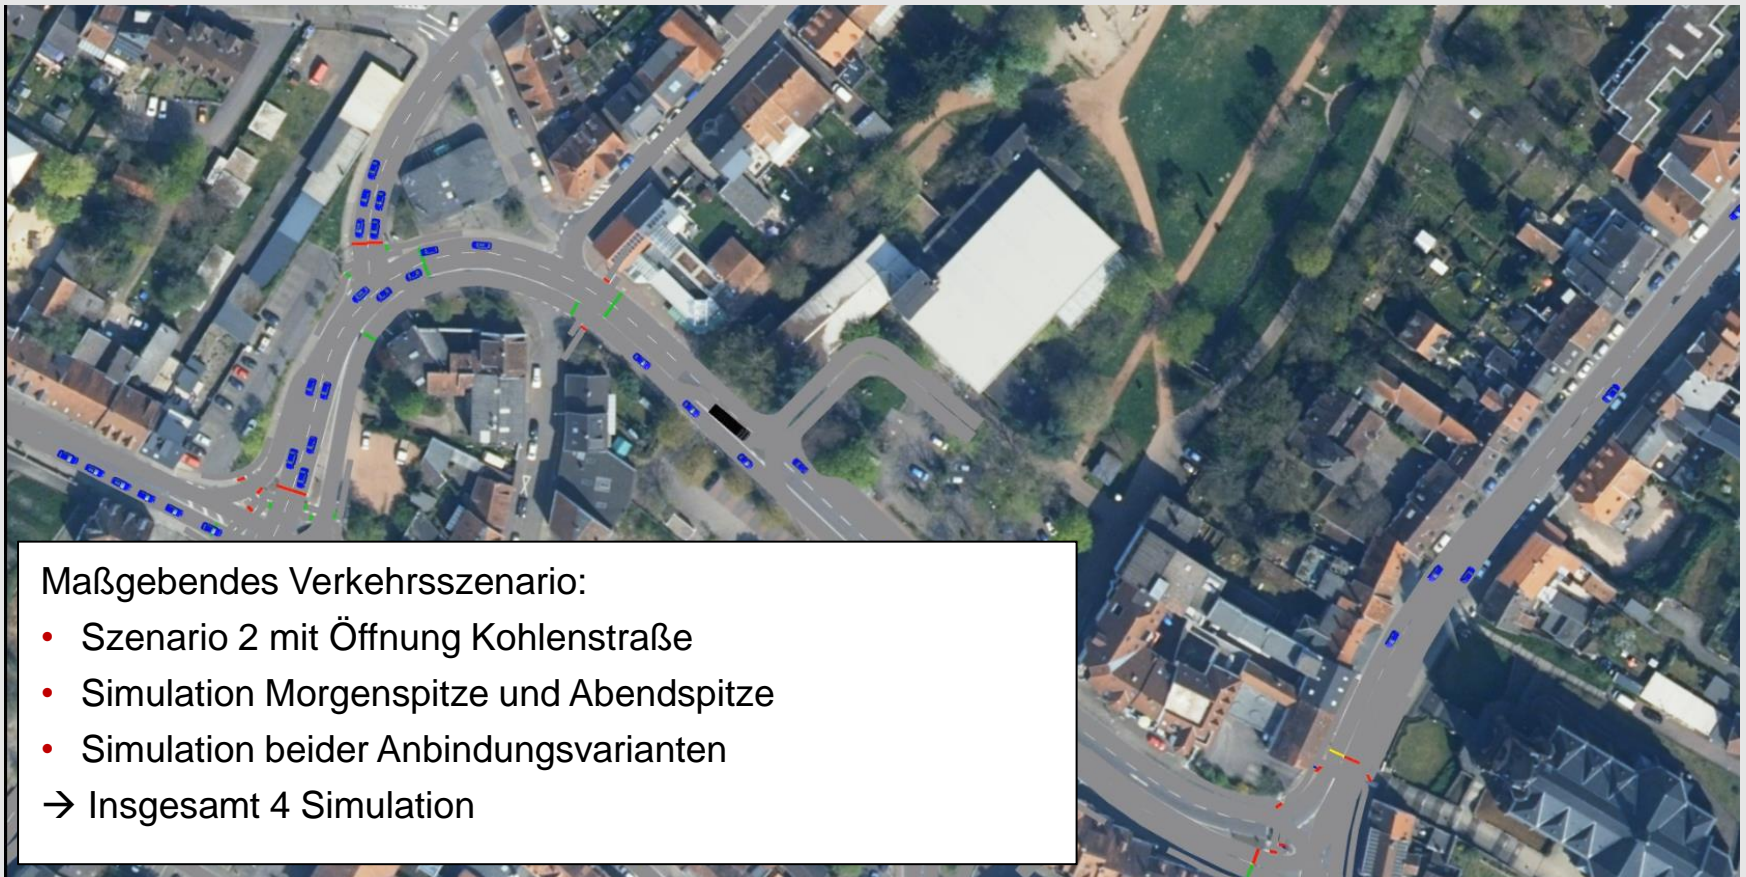 Maßgebendes Verkehrsszenario:
• Szenario 2 mit Öffnung Kohlenstraße
• Simulation Morgenspitze und Abendspitze
• Simulation beider Anbindungsvarianten
→ Insgesamt 4 Simulation